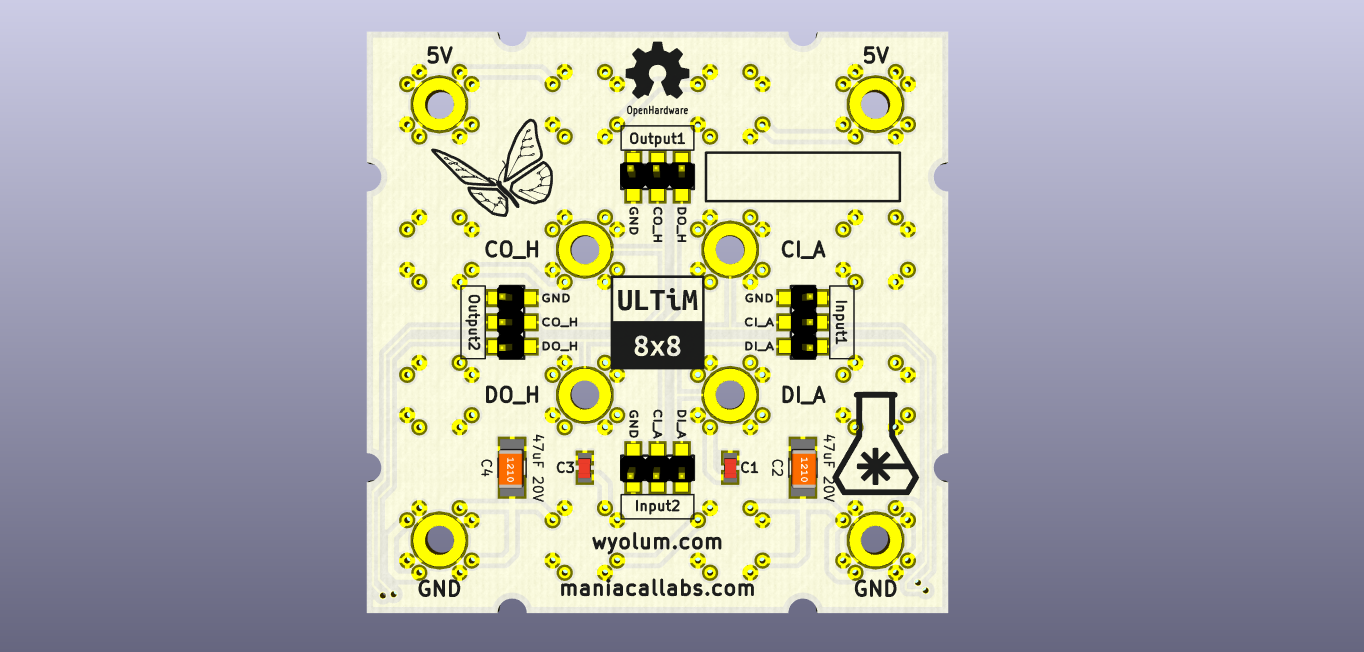 5V
5V
OpenHardware
Output1
GND
CO_H
DO_H
CO_H
CI_A
Output2
GND
CO_H
DO_H
ULTiM
8x8
GND
CI_A
DI_A
Input1
DO_H
DI_A
GND
CI_A
DI_A
C4
1210
47uF 20V
C3
C1
C2
1210
47uF 20V
Input2
wyolum.com
GND
maniacallabs.com
GND